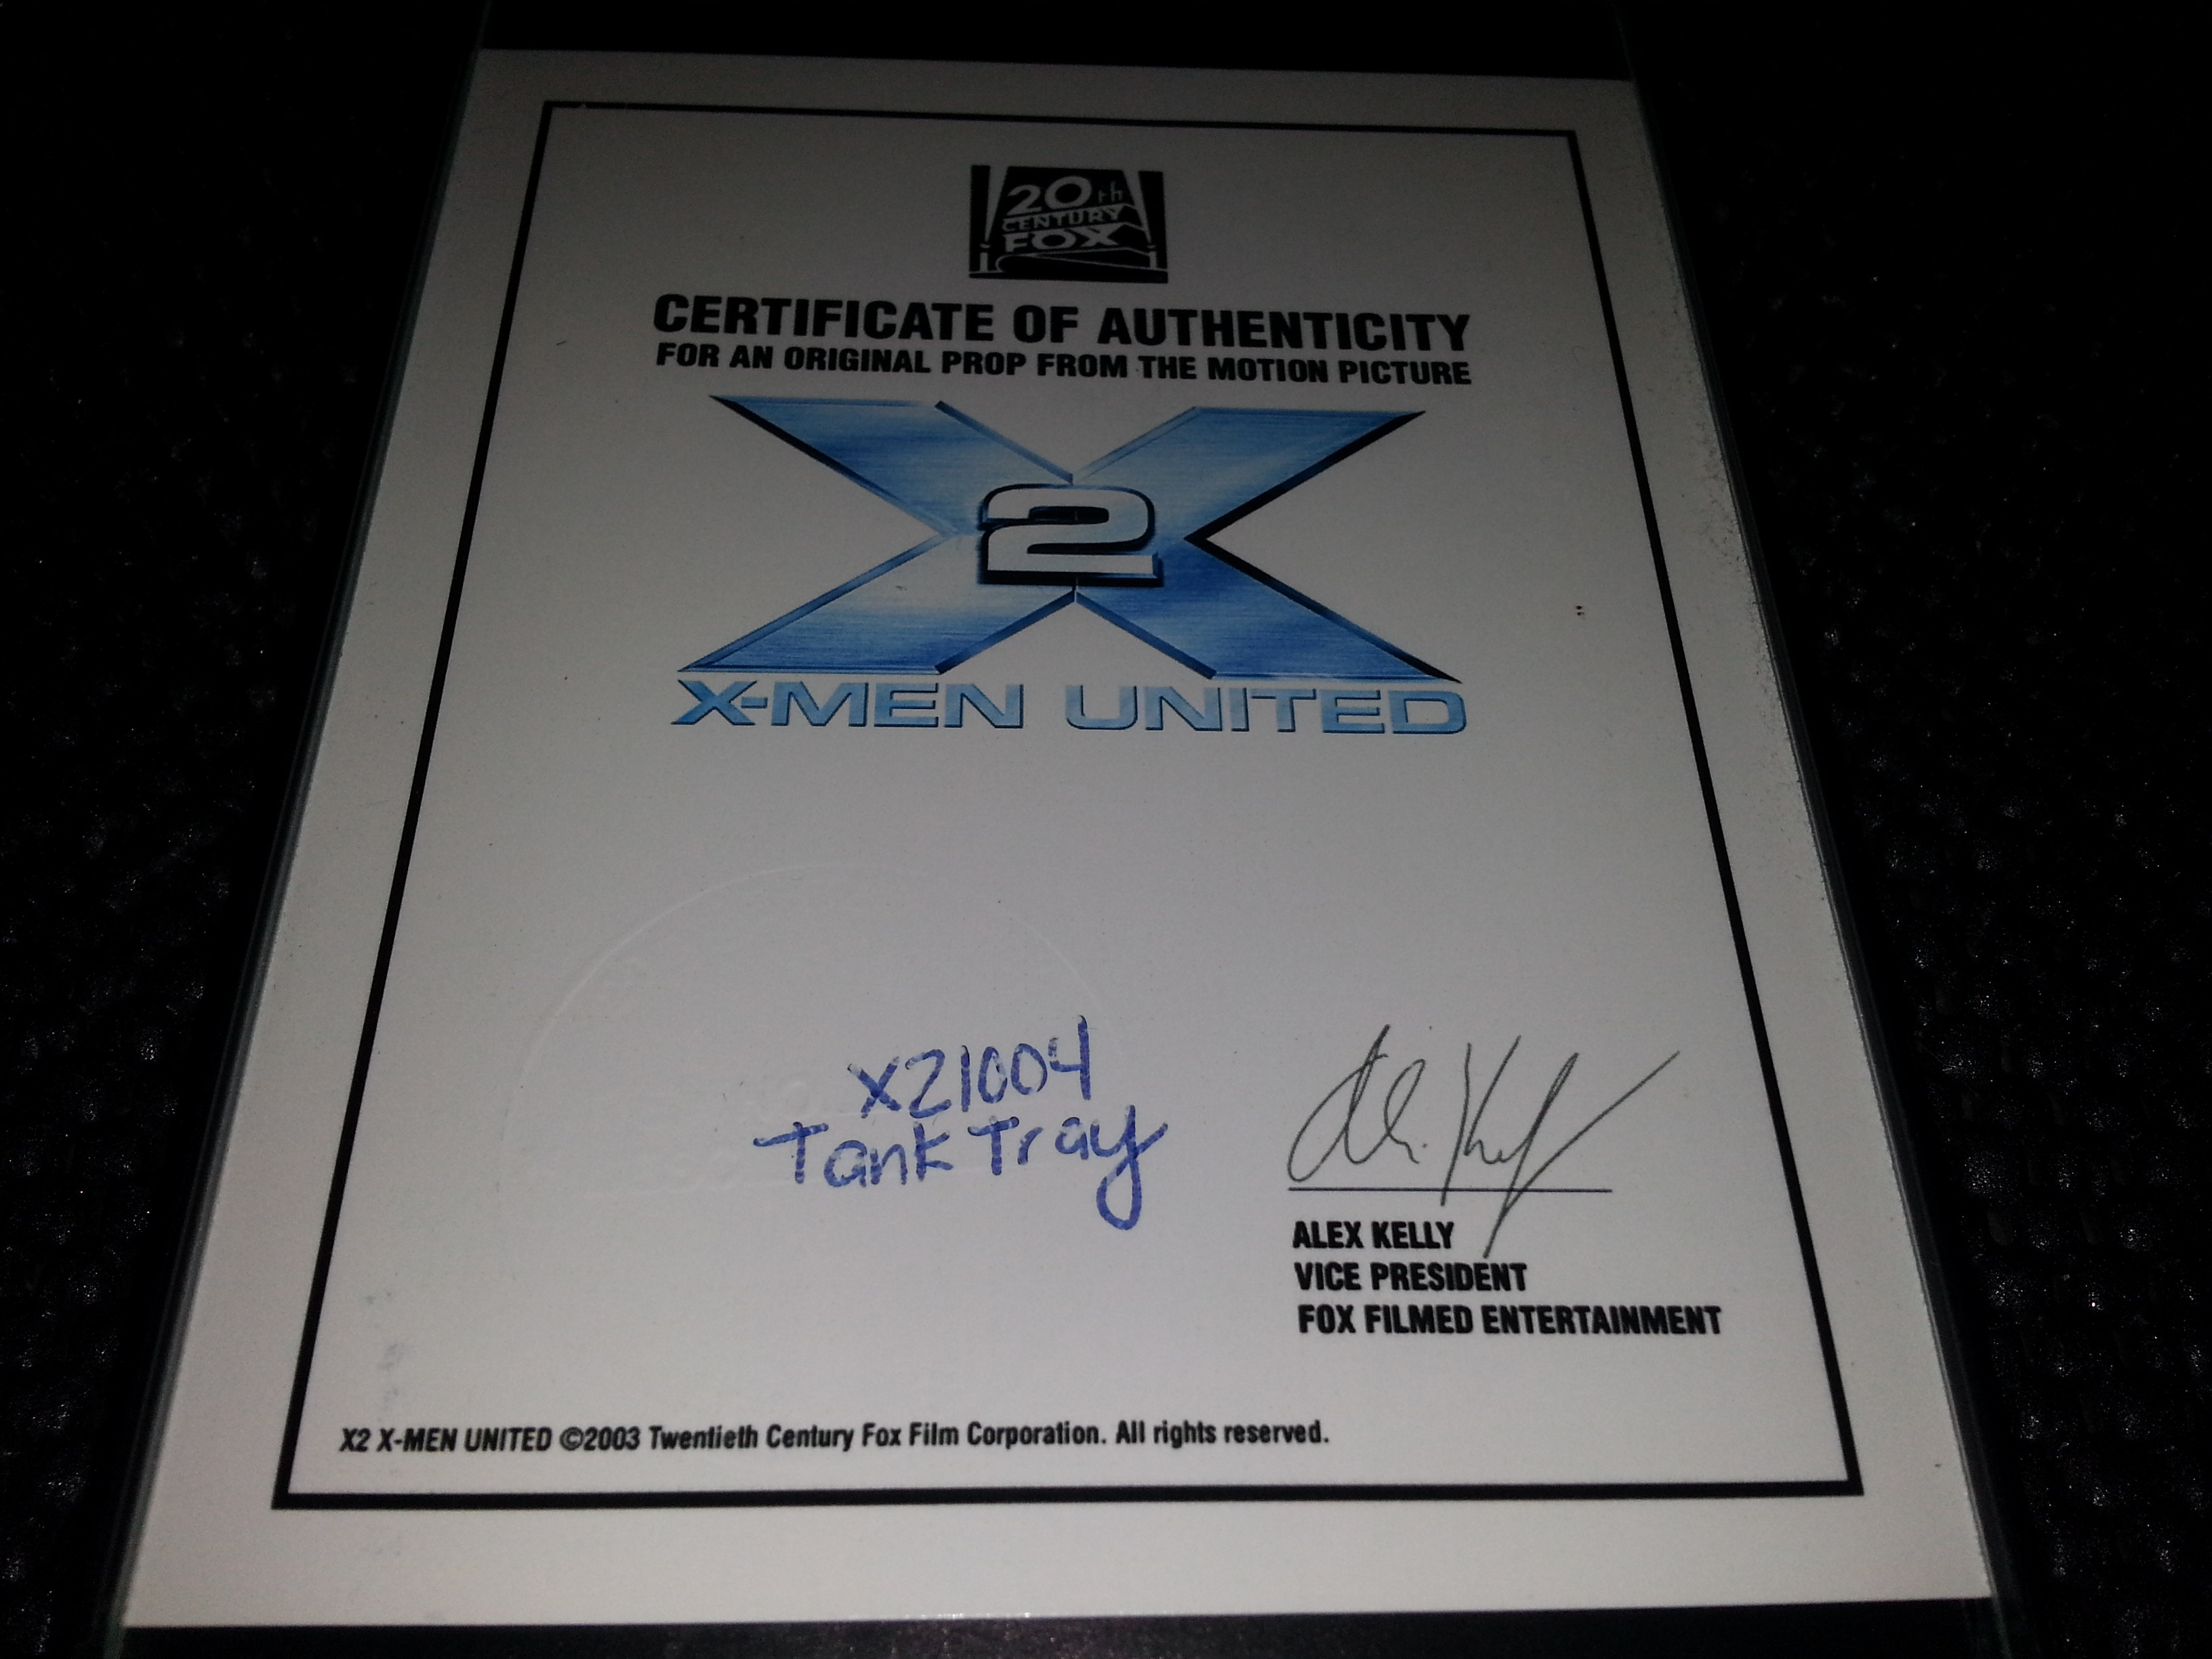 20th
CENTURY
FOX
CERTIFICATE OF AUTHENTICITY
FOR AN ORIGINAL PROP FROM THE MOTION PICTURE
X2
X-MEN UNITED
X21004
Tank Tray
ALEX KELLY
VICE PRESIDENT
FOX FILMED ENTERTAINMENT
X2 X-MEN UNITED ©2003 Twentieth Century Fox Film Corporation. All rights reserved.